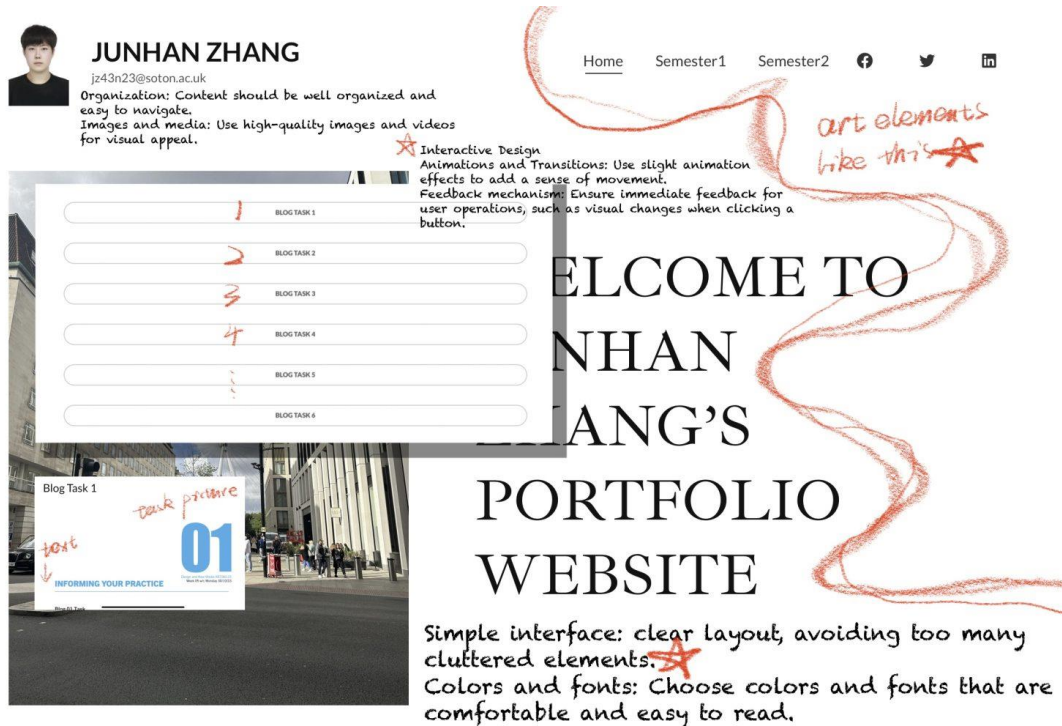 JUNHAN ZHANG
jz43n23@soton.ac.uk
Home Semester1 Semester2
Organization: Content should be well organized and
easy to navigate.
Images and media: Use high-quality images and videos
for visual appeal.
art elements
like this
Interactive Design
Animations and Transitions: Use slight animation
effects to add a sense of movement.
Feedback mechanism: Ensure immediate feedback for
user operations, such as visual changes when clicking a
button.
1 BLOG TASK 1
2 BLOG TASK 2
3 BLOG TASK 3
4 BLOG TASK 4
BLOG TASK 5
BLOG TASK 6
ELCOME TO
NHAN
HANG'S
PORTFOLIO
WEBSITE
Blog Task 1
task picture
text
01
INFORMING YOUR PRACTICE
Blog 01 Task
Simple interface: clear layout, avoiding too many
cluttered elements.
Colors and fonts: Choose colors and fonts that are
comfortable and easy to read.